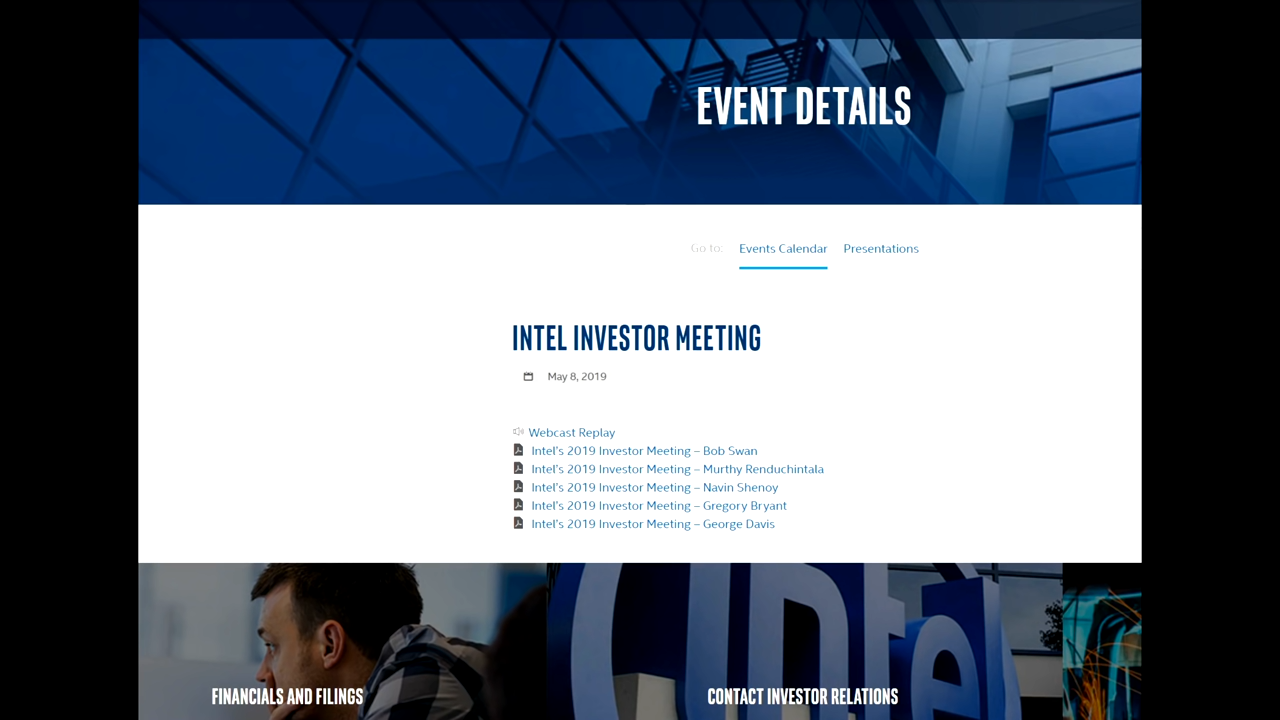 EVENT DETAILS
Go to:
Events Calendar
Presentations
INTEL INVESTOR MEETING
May 8, 2019
Webcast Replay
Intel's 2019 Investor Meeting – Bob Swan
Intel's 2019 Investor Meeting – Murthy Renduchintala
Intel's 2019 Investor Meeting – Navin Shenoy
Intel's 2019 Investor Meeting – Gregory Bryant
Intel's 2019 Investor Meeting – George Davis
intel
FINANCIALS AND FILINGS
CONTACT INVESTOR RELATIONS